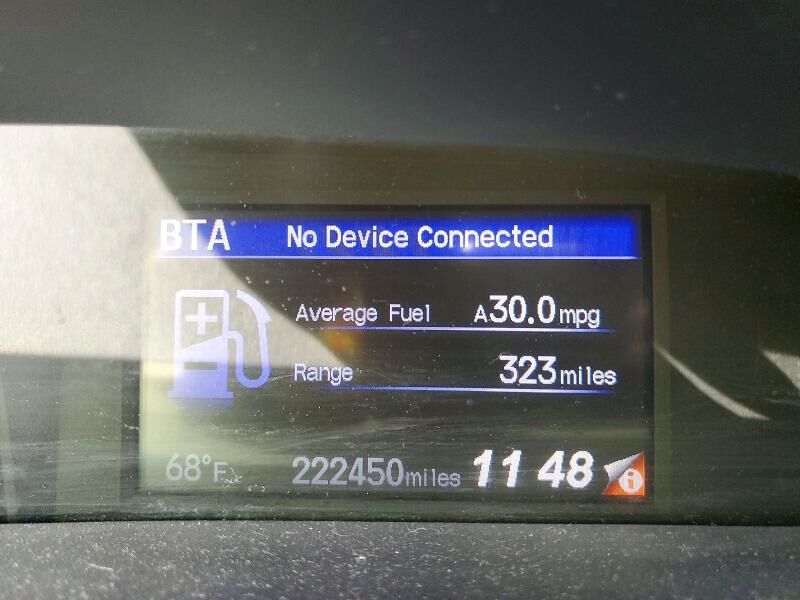 BTA No Device Connected
Average Fuel A30.0mpg
Range 323miles
68°F 222450miles 11 48